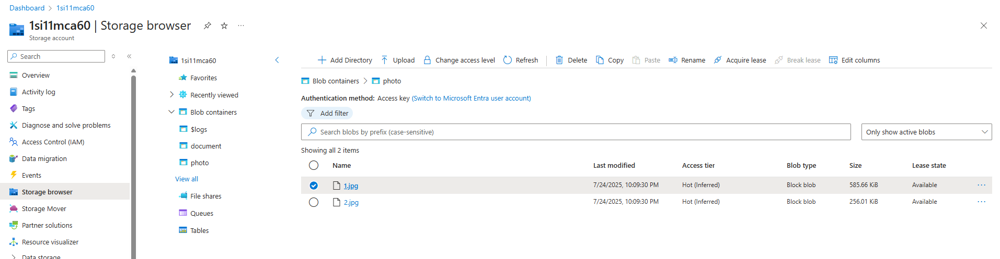 Dashboard > 1si11mca60
1si11mca60 | Storage browser
Storage account
Search
Overview
Activity log
Tags
Diagnose and solve problems
Access Control (IAM)
Data migration
Events
Storage browser
Storage Mover
Partner solutions
Resource visualizer
Data storage
1si11mca60
Favorites
Recently viewed
Blob containers
$logs
document
photo
View all
File shares
Queues
Tables
Add Directory Upload Change access level Refresh Delete Copy Paste Rename Acquire lease Break lease Edit columns
Blob containers > photo
Authentication method: Access key (Switch to Microsoft Entra user account)
Add filter
Search blobs by prefix (case-sensitive) Only show active blobs
Showing all 2 items
Name Last modified Access tier Blob type Size Lease state
1.jpg 7/24/2025, 10:09:30 PM Hot (Inferred) Block blob 585.66 KiB Available
2.jpg 7/24/2025, 10:09:30 PM Hot (Inferred) Block blob 256.01 KiB Available